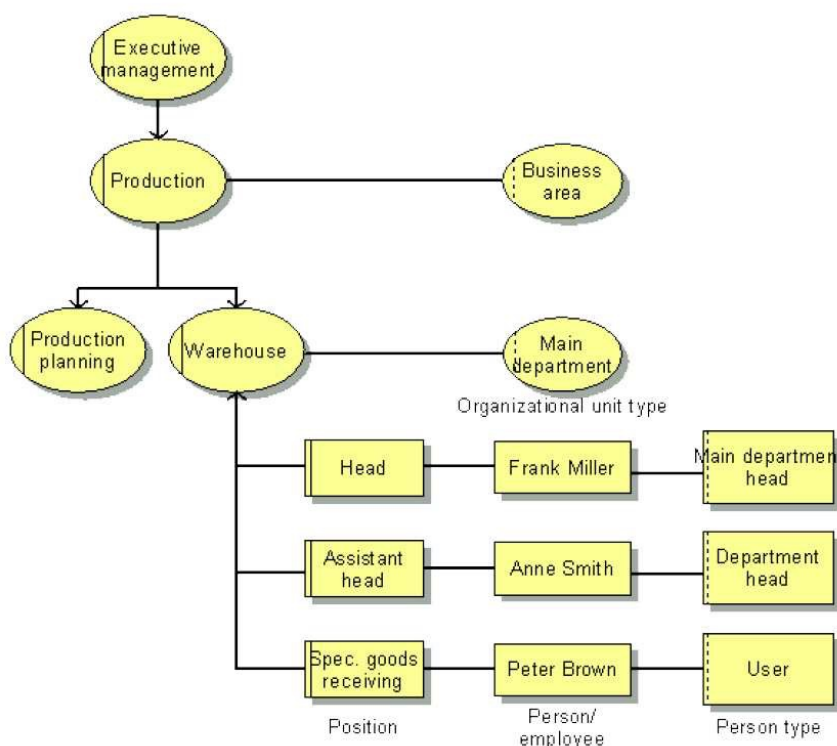 Executive
management
Production
Business
area
Production
planning
Warehouse
Main
department
Organizational unit type
Head
Frank Miller
Main departmen
head
Assistant
head
Anne Smith
Department
head
Spec. goods
receiving
Peter Brown
User
Position
Person/
employee
Person type